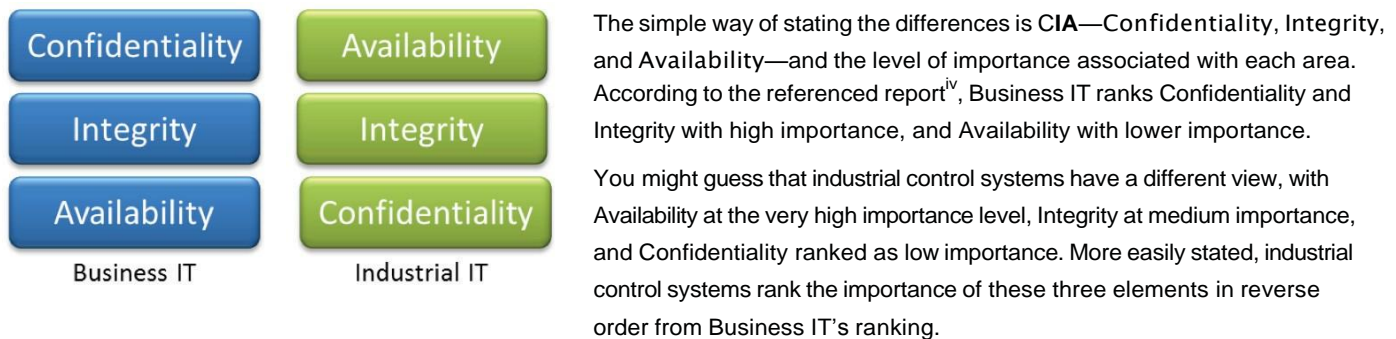 Confidentiality
Integrity
Availability
Business IT
Availability
Integrity
Confidentiality
Industrial IT
The simple way of stating the differences is CIA—Confidentiality, Integrity,
and Availability—and the level of importance associated with each area.
According to the referenced reportiv, Business IT ranks Confidentiality and
Integrity with high importance, and Availability with lower importance.
You might guess that industrial control systems have a different view, with
Availability at the very high importance level, Integrity at medium importance,
and Confidentiality ranked as low importance. More easily stated, industrial
control systems rank the importance of these three elements in reverse
order from Business IT's ranking.